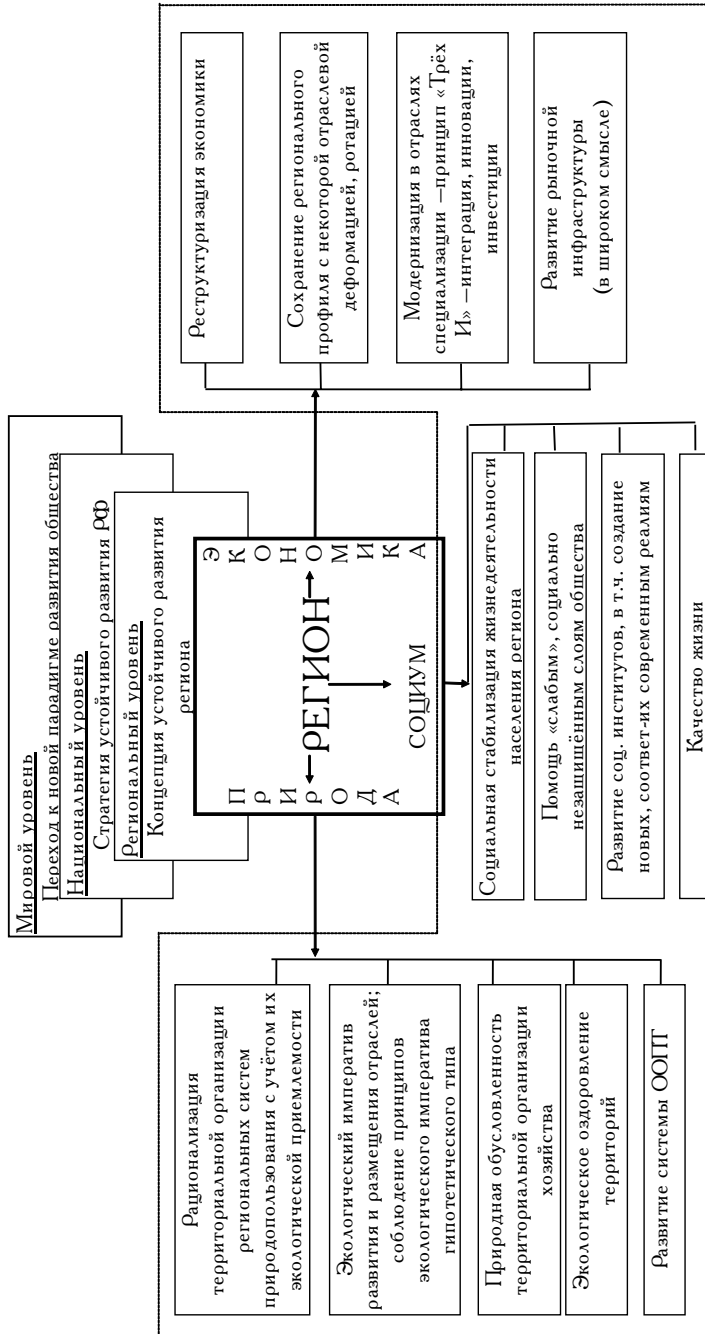 Мировой уровень
Переход к новой парадигме развития общества
Национальный уровень
Стратегия устойчивого развития РФ
Региональный уровень
Концепция устойчивого развития
региона
ПРИРОДА
РЕГИОН
СОЦИУМ
ЭКОНОМИКА
Рационализация
территориальной организации
региональных систем
природопользования с учётом их
экологической приемлемости
Экологический императив
развития и размещения отраслей;
соблюдение принципов
экологического императива
гипотетического типа
Природная обусловленность
территориальной организации
хозяйства
Экологическое оздоровление
территорий
Развитие системы ООПТ
Социальная стабилизация жизнедеятельности
населения региона
Помощь «слабым», социально
незащищённым слоям общества
Развитие соц. институтов, в т.ч. создание
новых, соответ-их современным реалиям
Качество жизни
Реструктуризация экономики
Сохранение регионального
профиля с некоторой отраслевой
деформацией, ротацией
Модернизация в отраслях
специализации –принцип «Трёх
И» –интеграция, инновации,
инвестиции
Развитие рыночной
инфраструктуры
(в широком смысле)